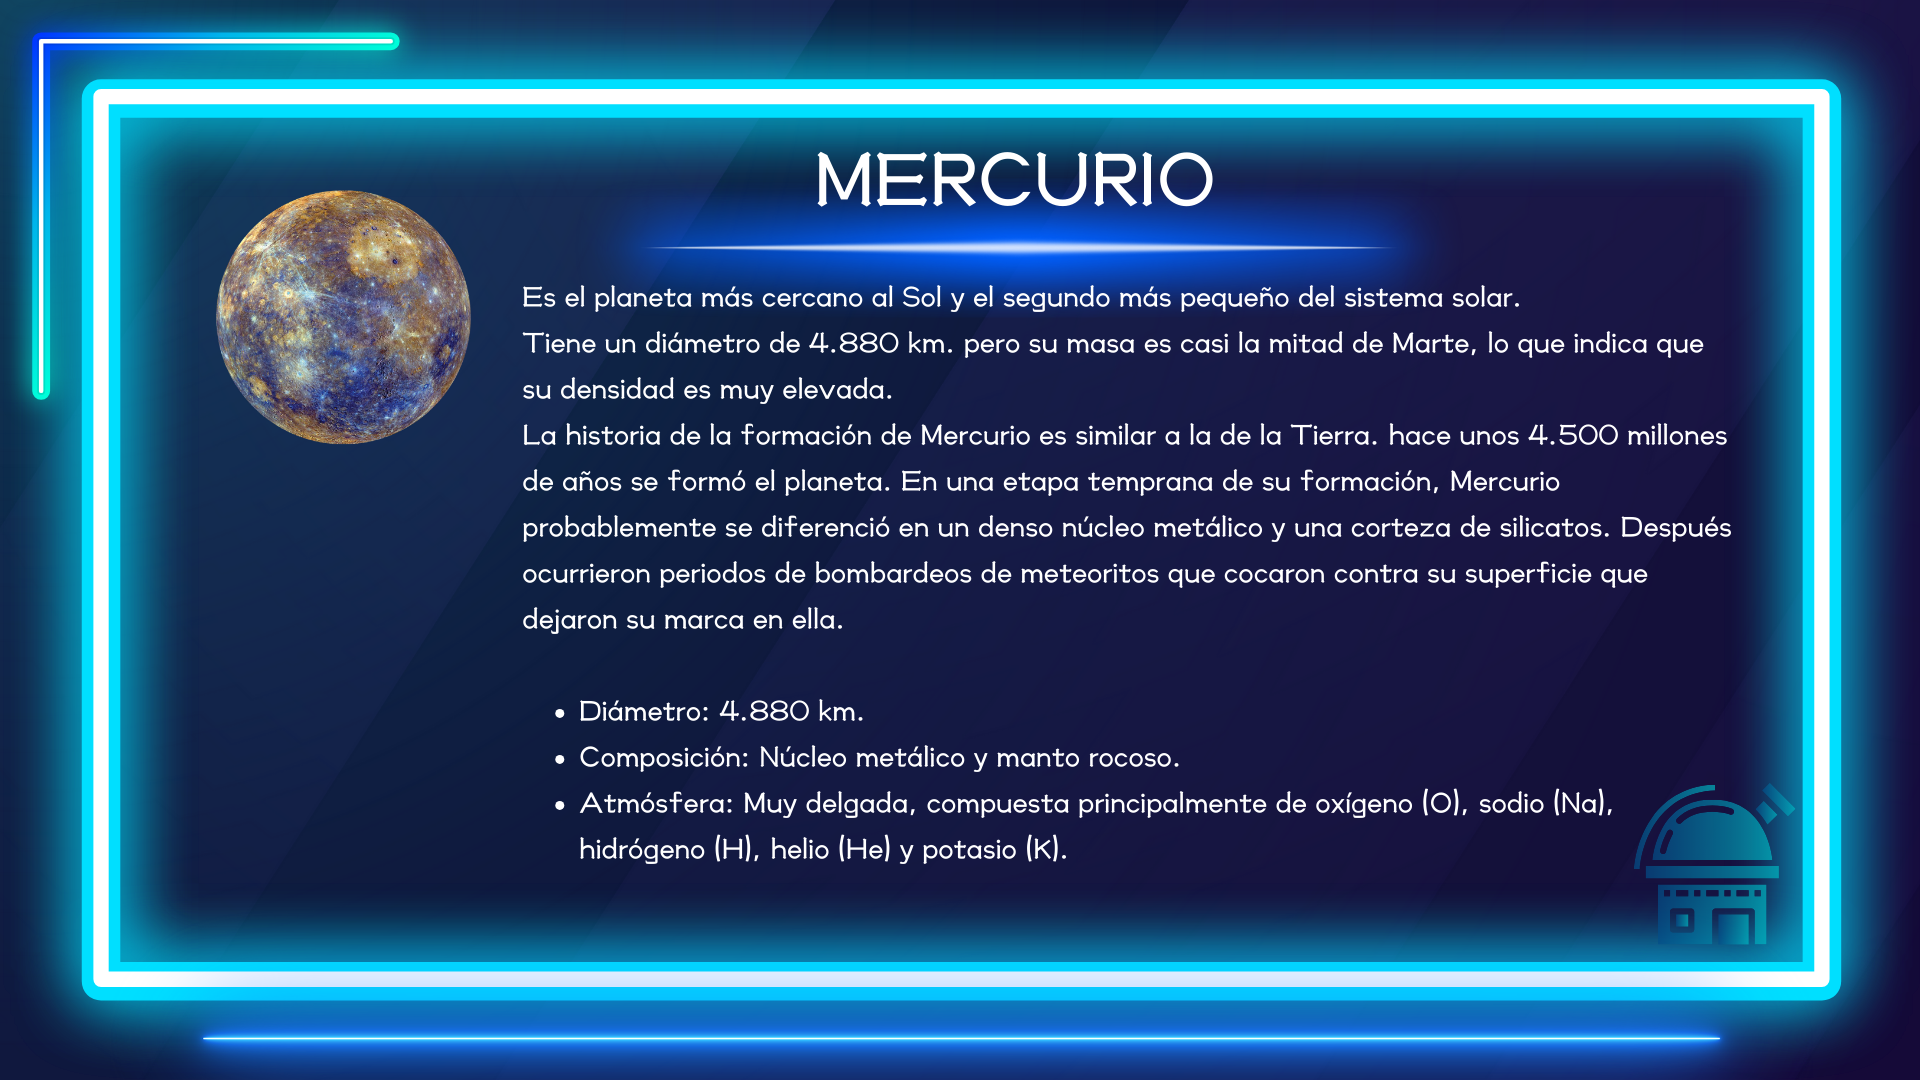 MERCURIO
Es el planeta más cercano al Sol y el segundo más pequeño del sistema solar.
Tiene un diámetro de 4.880 km. pero su masa es casi la mitad de Marte, lo que indica que
su densidad es muy elevada.
La historia de la formación de Mercurio es similar a la de la Tierra. hace unos 4.500 millones
de años se formó el planeta. En una etapa temprana de su formación, Mercurio
probablemente se diferenció en un denso núcleo metálico y una corteza de silicatos. Después
ocurrieron periodos de bombardeos de meteoritos que cocaron contra su superficie que
dejaron su marca en ella.
• Diámetro: 4.880 km.
• Composición: Núcleo metálico y manto rocoso.
• Atmósfera: Muy delgada, compuesta principalmente de oxígeno (O), sodio (Na),
hidrógeno (H), helio (He) y potasio (K).